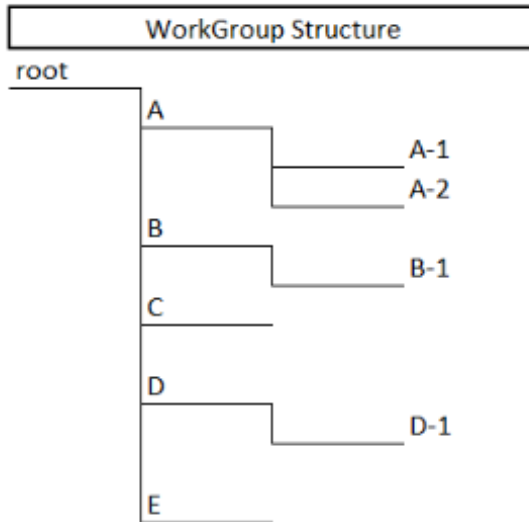 WorkGroup Structure
root
A
A-1
A-2
B
B-1
C
D
D-1
E